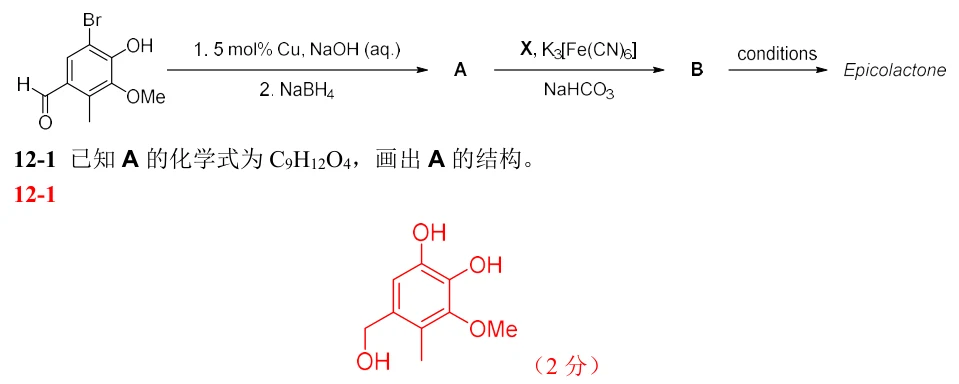 Br
OH
OMe
O
1. 5 mol% Cu, NaOH (aq.)
2. NaBH4
A
X, K3[Fe(CN)6]
NaHCO3
B
conditions
Epicolactone
12-1 已知 A 的化学式为 C9H12O4，画出 A 的结构。
12-1
OH
OH
OMe
OH
（2 分）